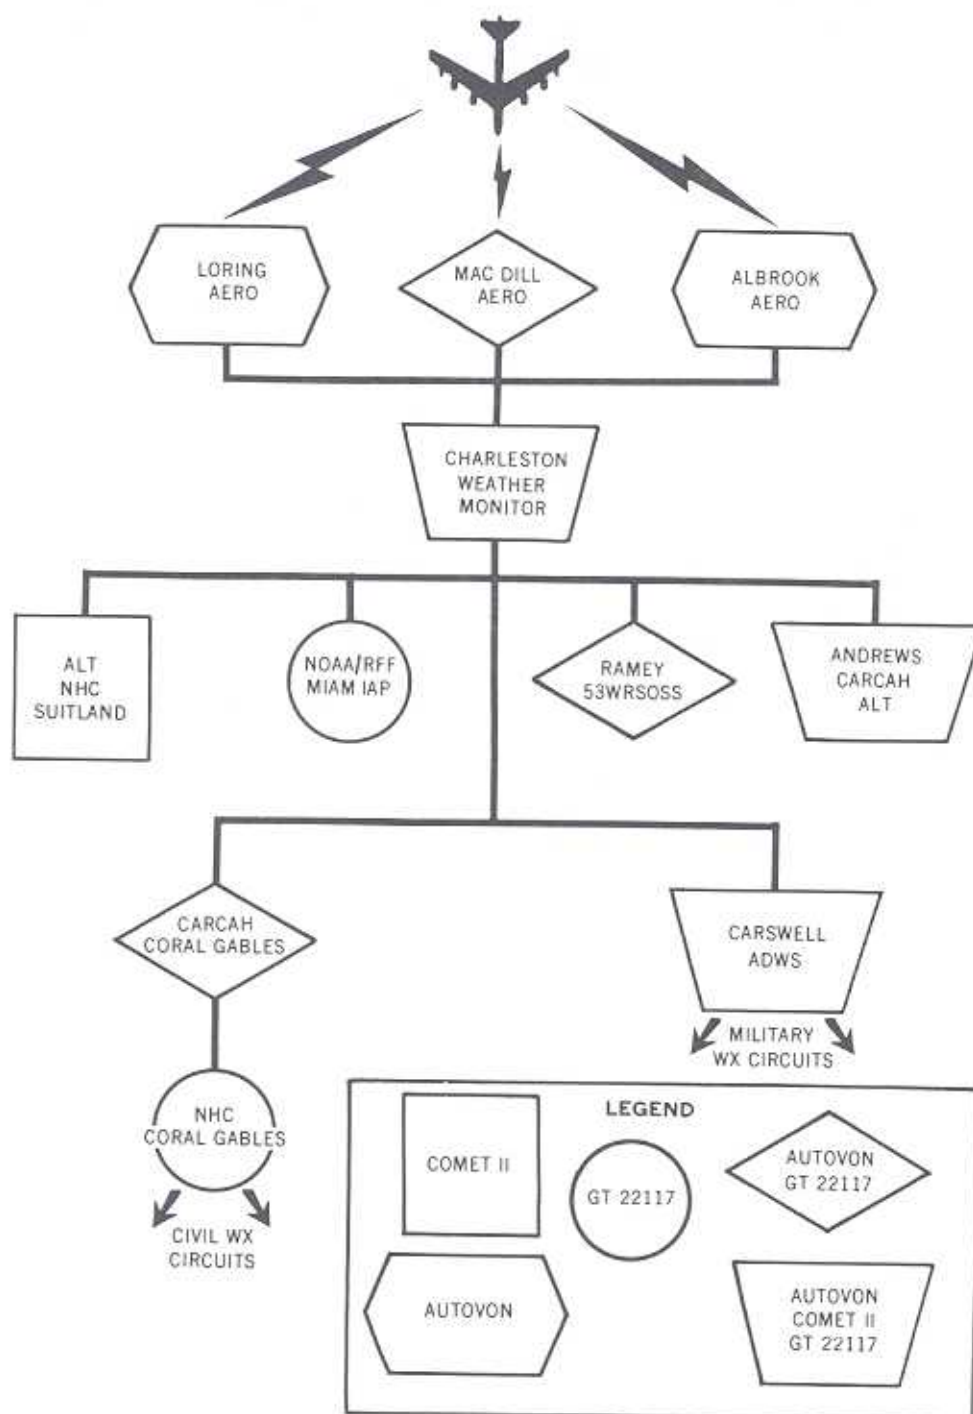 LORING
AERO
MAC DILL
AERO
ALBROOK
AERO
CHARLESTON
WEATHER
MONITOR
ALT
NHC
SUITLAND
NOAA/RFF
MIAM IAP
RAMEY
53WRSOSS
ANDREWS
CARCAH
ALT
CARCAH
CORAL GABLES
CARSWELL
ADWS
MILITARY
WX CIRCUITS
NHC
CORAL GABLES
CIVIL WX
CIRCUITS
LEGEND
COMET II
GT 22117
AUTOVON
GT 22117
AUTOVON
AUTOVON
COMET II
GT 22117